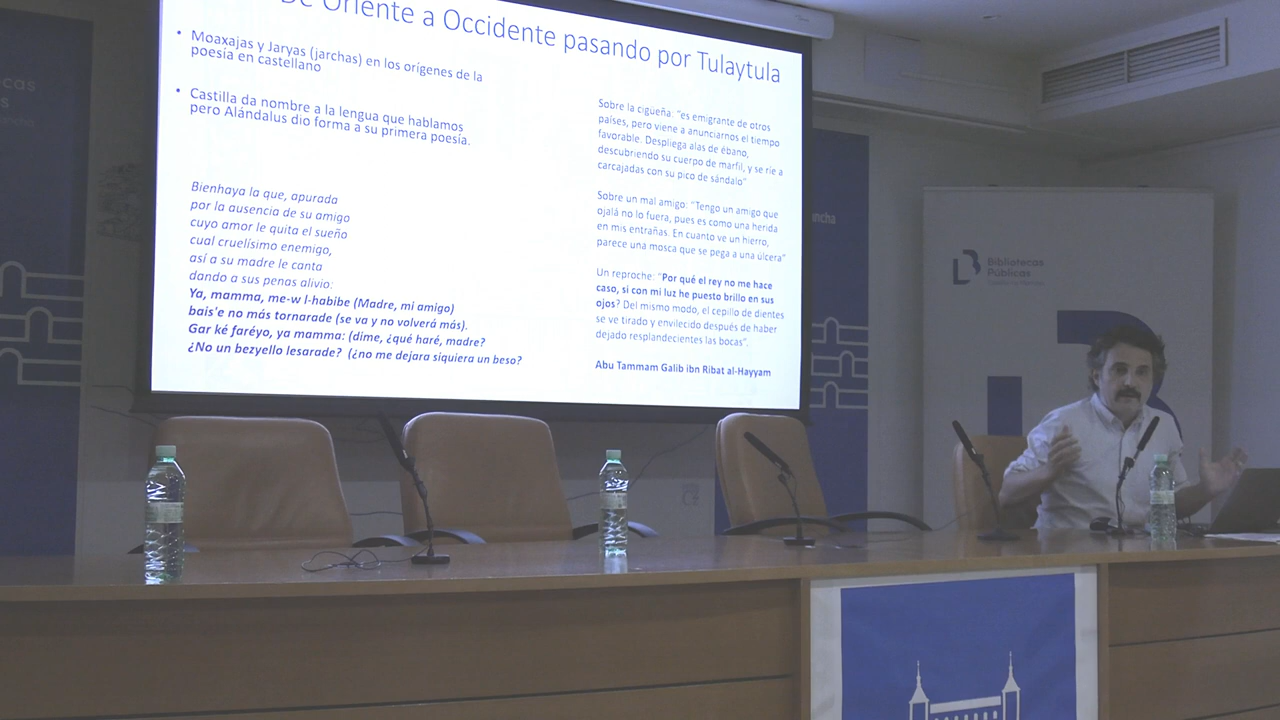 De Oriente a Occidente pasando por Tulaytula
• Moaxajas y Jaryas (jarchas) en los orígenes de la
poesía en castellano
• Castilla da nombre a la lengua que hablamos
pero Alándalus dio forma a su primera poesía.
Bienhaya la que, apurada
por la ausencia de su amigo
cuyo amor le quita el sueño
cual cruelísimo enemigo,
así a su madre le canta
dando a sus penas alivio:
Ya, mamma, me-w l-habibe (Madre, mi amigo)
bais'e no más tornarade (se va y no volverá más).
Gar ké faréyo, ya mamma: (dime, ¿qué haré, madre?
¿No un bezyello lesarade? (¿no me dejara siquiera un beso?
Sobre la cigüeña: "es emigrante de otros
países, pero viene a anunciarnos el tiempo
favorable. Despliega alas de ébano,
descubriendo su cuerpo de marfil, y se ríe a
carcajadas con su pico de sándalo"
Sobre un mal amigo: "Tengo un amigo que
ojalá no lo fuera, pues es como una herida
en mis entrañas. En cuanto ve un hierro,
parece una mosca que se pega a una úlcera"
Un reproche: "Por qué el rey no me hace
caso, si con mi luz he puesto brillo en sus
ojos? Del mismo modo, el cepillo de dientes
se ve tirado y envilecido después de haber
dejado resplandecientes las bocas".
Abu Tammam Galib ibn Ribat al-Hayyam
Bibliotecas
Públicas